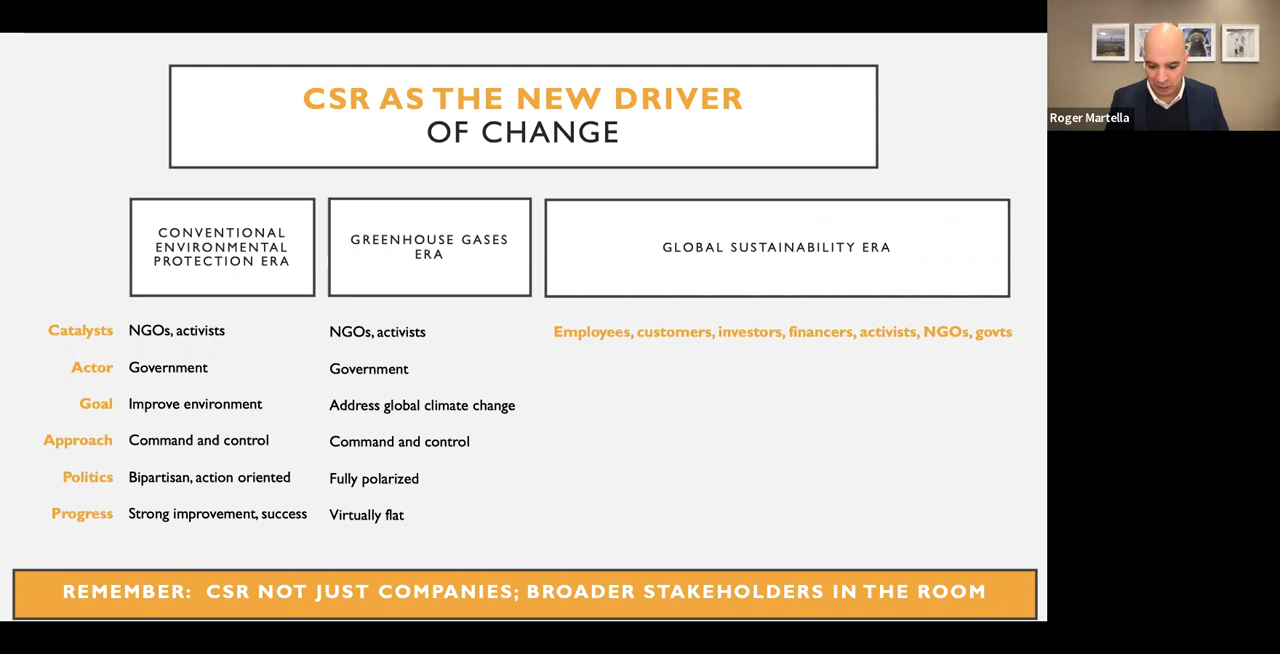 CSR AS THE NEW DRIVER
OF CHANGE
CONVENTIONAL
ENVIRONMENTAL
PROTECTION ERA
GREENHOUSE GASES
ERA
GLOBAL SUSTAINABILITY ERA
Catalysts NGOs, activists NGOs, activists Employees, customers, investors, financers, activists, NGOs, govts
Actor Government Government
Goal Improve environment Address global climate change
Approach Command and control Command and control
Politics Bipartisan, action oriented Fully polarized
Progress Strong improvement, success Virtually flat
REMEMBER: CSR NOT JUST COMPANIES; BROADER STAKEHOLDERS IN THE ROOM
Roger Martella